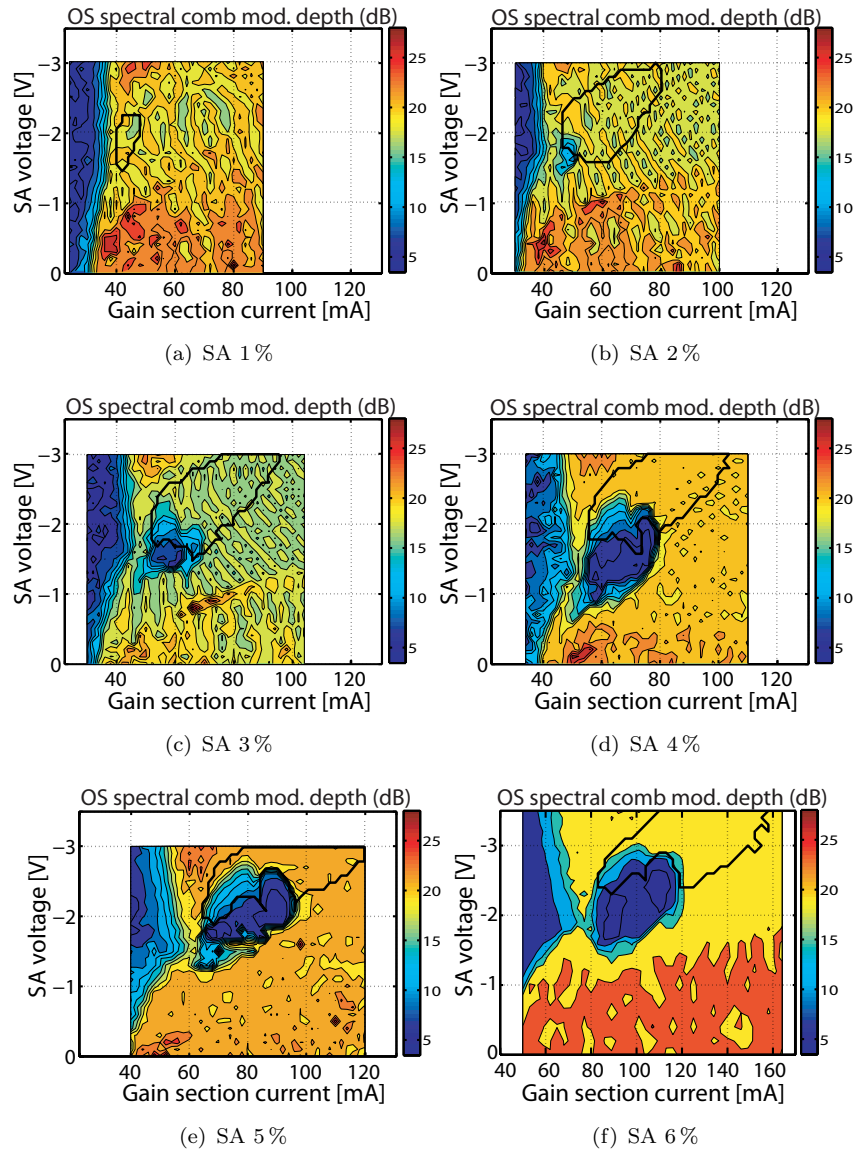 OS spectral comb mod. depth (dB)
OS spectral comb mod. depth (dB)
SA voltage [V]
−3
−2
−1
0
40 60 80 100 120
Gain section current [mA]
25
20
15
10
5
SA voltage [V]
−3
−2
−1
0
40 60 80 100 120
Gain section current [mA]
25
20
15
10
5
(a) SA 1 %
(b) SA 2 %
OS spectral comb mod. depth (dB)
OS spectral comb mod. depth (dB)
SA voltage [V]
−3
−2
−1
0
40 60 80 100 120
Gain section current [mA]
25
20
15
10
5
SA voltage [V]
−3
−2
−1
0
40 60 80 100 120
Gain section current [mA]
25
20
15
10
5
(c) SA 3 %
(d) SA 4 %
OS spectral comb mod. depth (dB)
OS spectral comb mod. depth (dB)
SA voltage [V]
−3
−2
−1
0
40 60 80 100 120
Gain section current [mA]
25
20
15
10
5
SA voltage [V]
-3
-2
-1
0
40 60 80 100 120 140 160
Gain section current [mA]
25
20
15
10
5
(e) SA 5 %
(f) SA 6 %